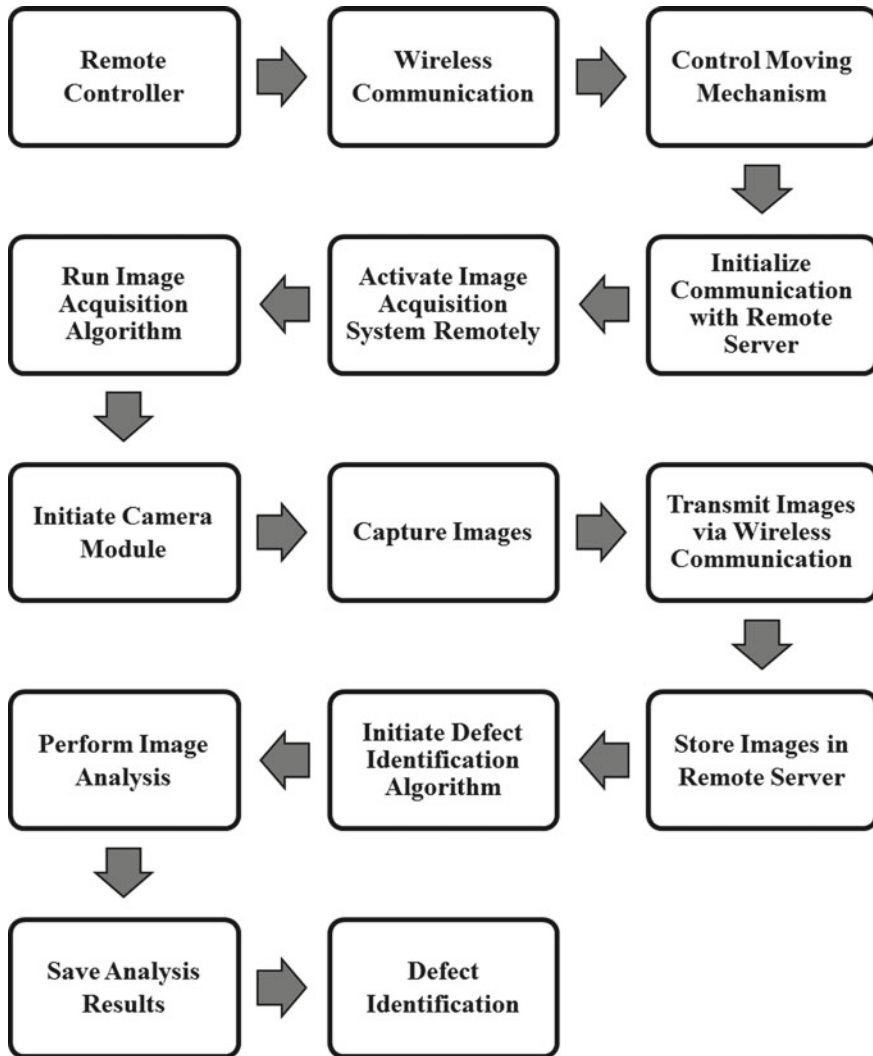 Remote
Controller
Wireless
Communication
Control Moving
Mechanism
Run Image
Acquisition
Algorithm
Activate Image
Acquisition
System Remotely
Initialize
Communication
with Remote
Server
Initiate Camera
Module
Capture Images
Transmit Images
via Wireless
Communication
Perform Image
Analysis
Initiate Defect
Identification
Algorithm
Store Images in
Remote Server
Save Analysis
Results
Defect
Identification